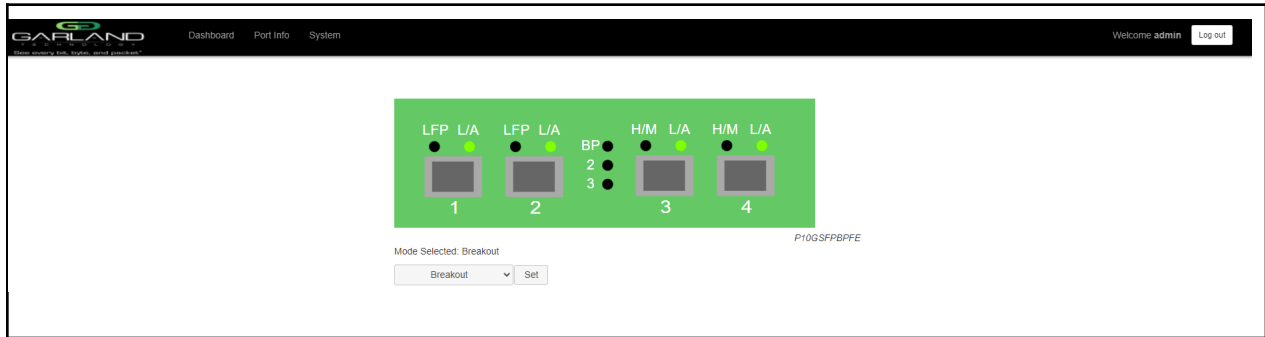 GARLAND
TECHNOLOGY
See every bit, byte, and packet®
Dashboard Port Info System
Welcome admin Log out
LFP L/A LFP L/A H/M L/A H/M L/A
BP
2
3
1 2 3 4
P10GSFPBPFE
Mode Selected: Breakout
Breakout Set